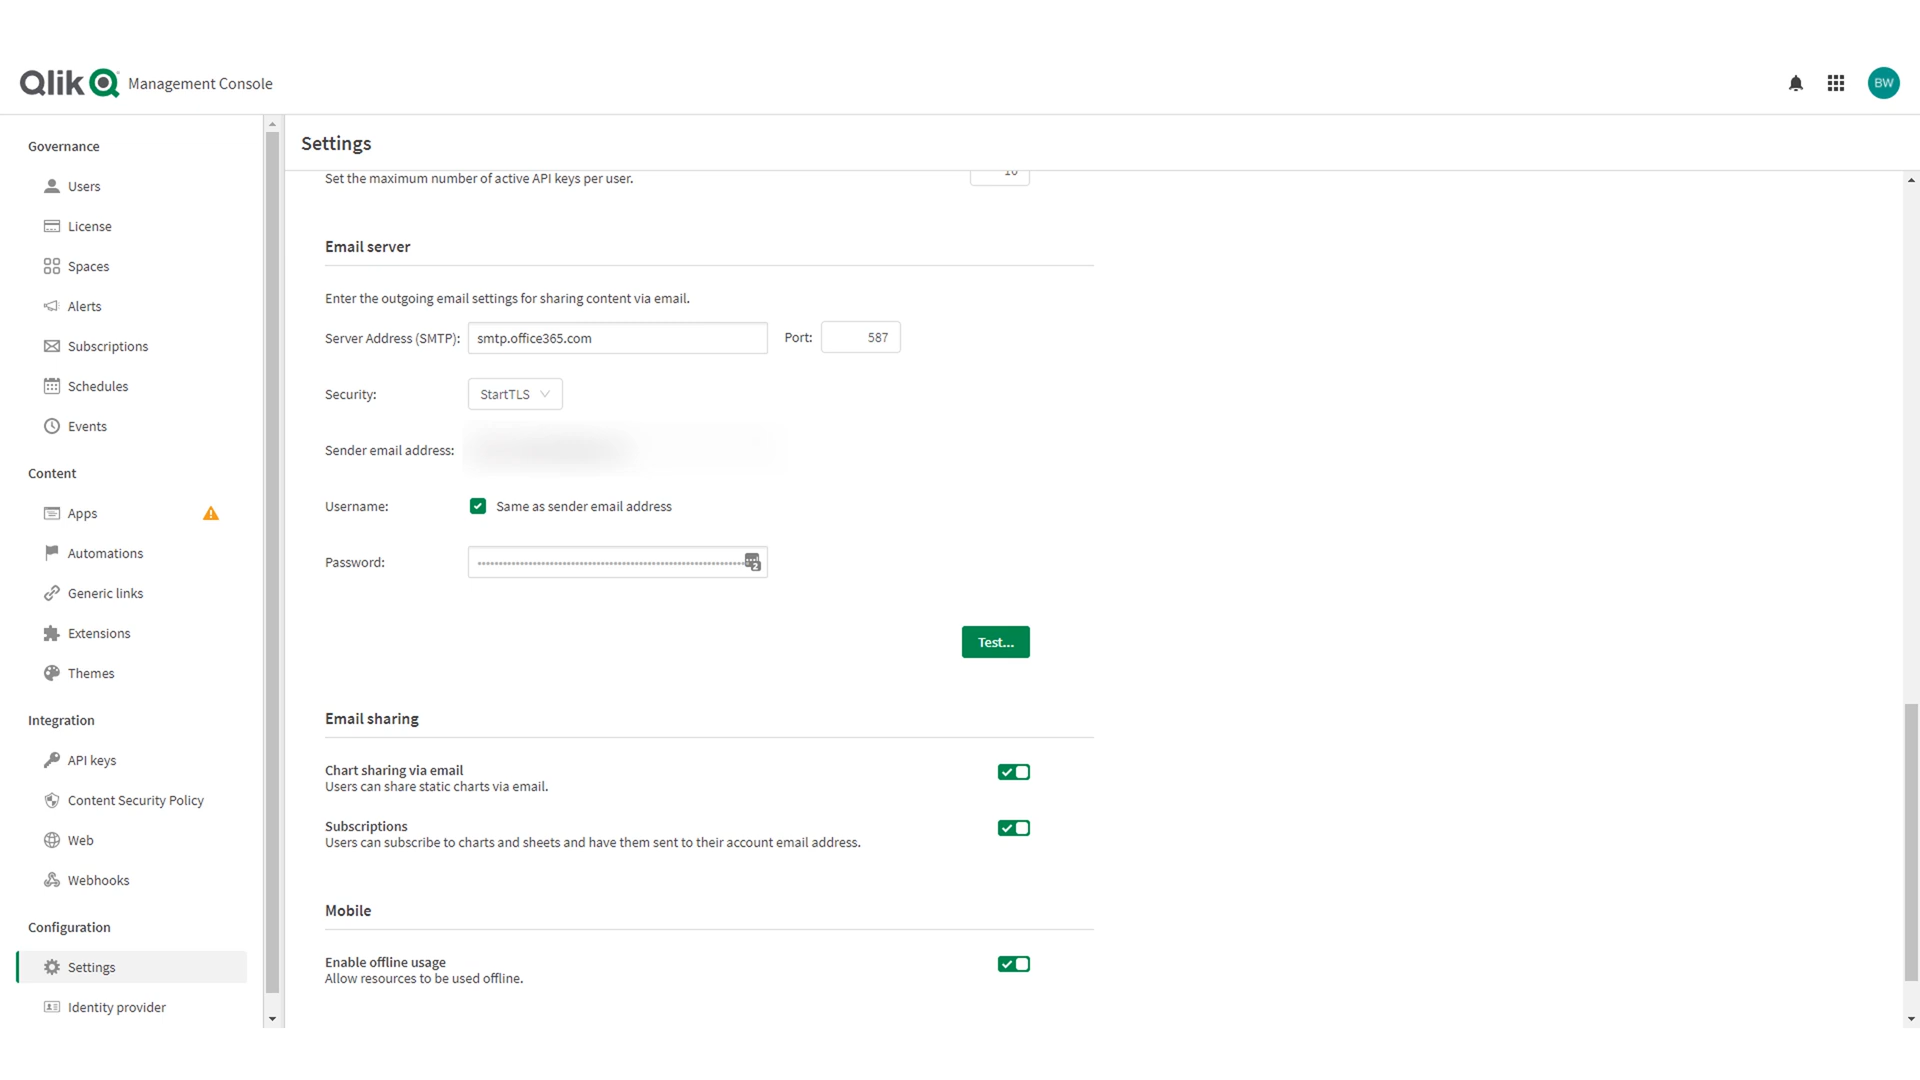 Qlik Management Console
BW
Governance
Users
License
Spaces
Alerts
Subscriptions
Schedules
Events
Content
Apps
Automations
Generic links
Extensions
Themes
Integration
API keys
Content Security Policy
Web
Webhooks
Configuration
Settings
Identity provider
Settings
Set the maximum number of active API keys per user.
Email server
Enter the outgoing email settings for sharing content via email.
Server Address (SMTP): smtp.office365.com Port: 587
Security: StartTLS
Sender email address:
Username: Same as sender email address
Password:
Test...
Email sharing
Chart sharing via email
Users can share static charts via email.
Subscriptions
Users can subscribe to charts and sheets and have them sent to their account email address.
Mobile
Enable offline usage
Allow resources to be used offline.